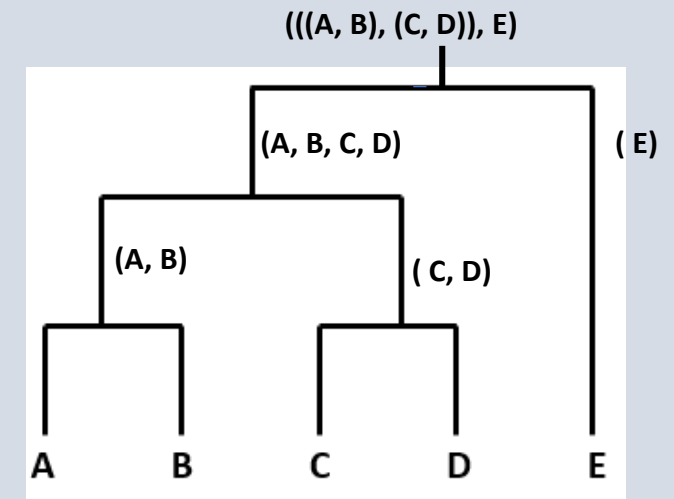 (((A, B), (C, D)), E)
(A, B, C, D)
( E)
(A, B)
( C, D)
A B C D E